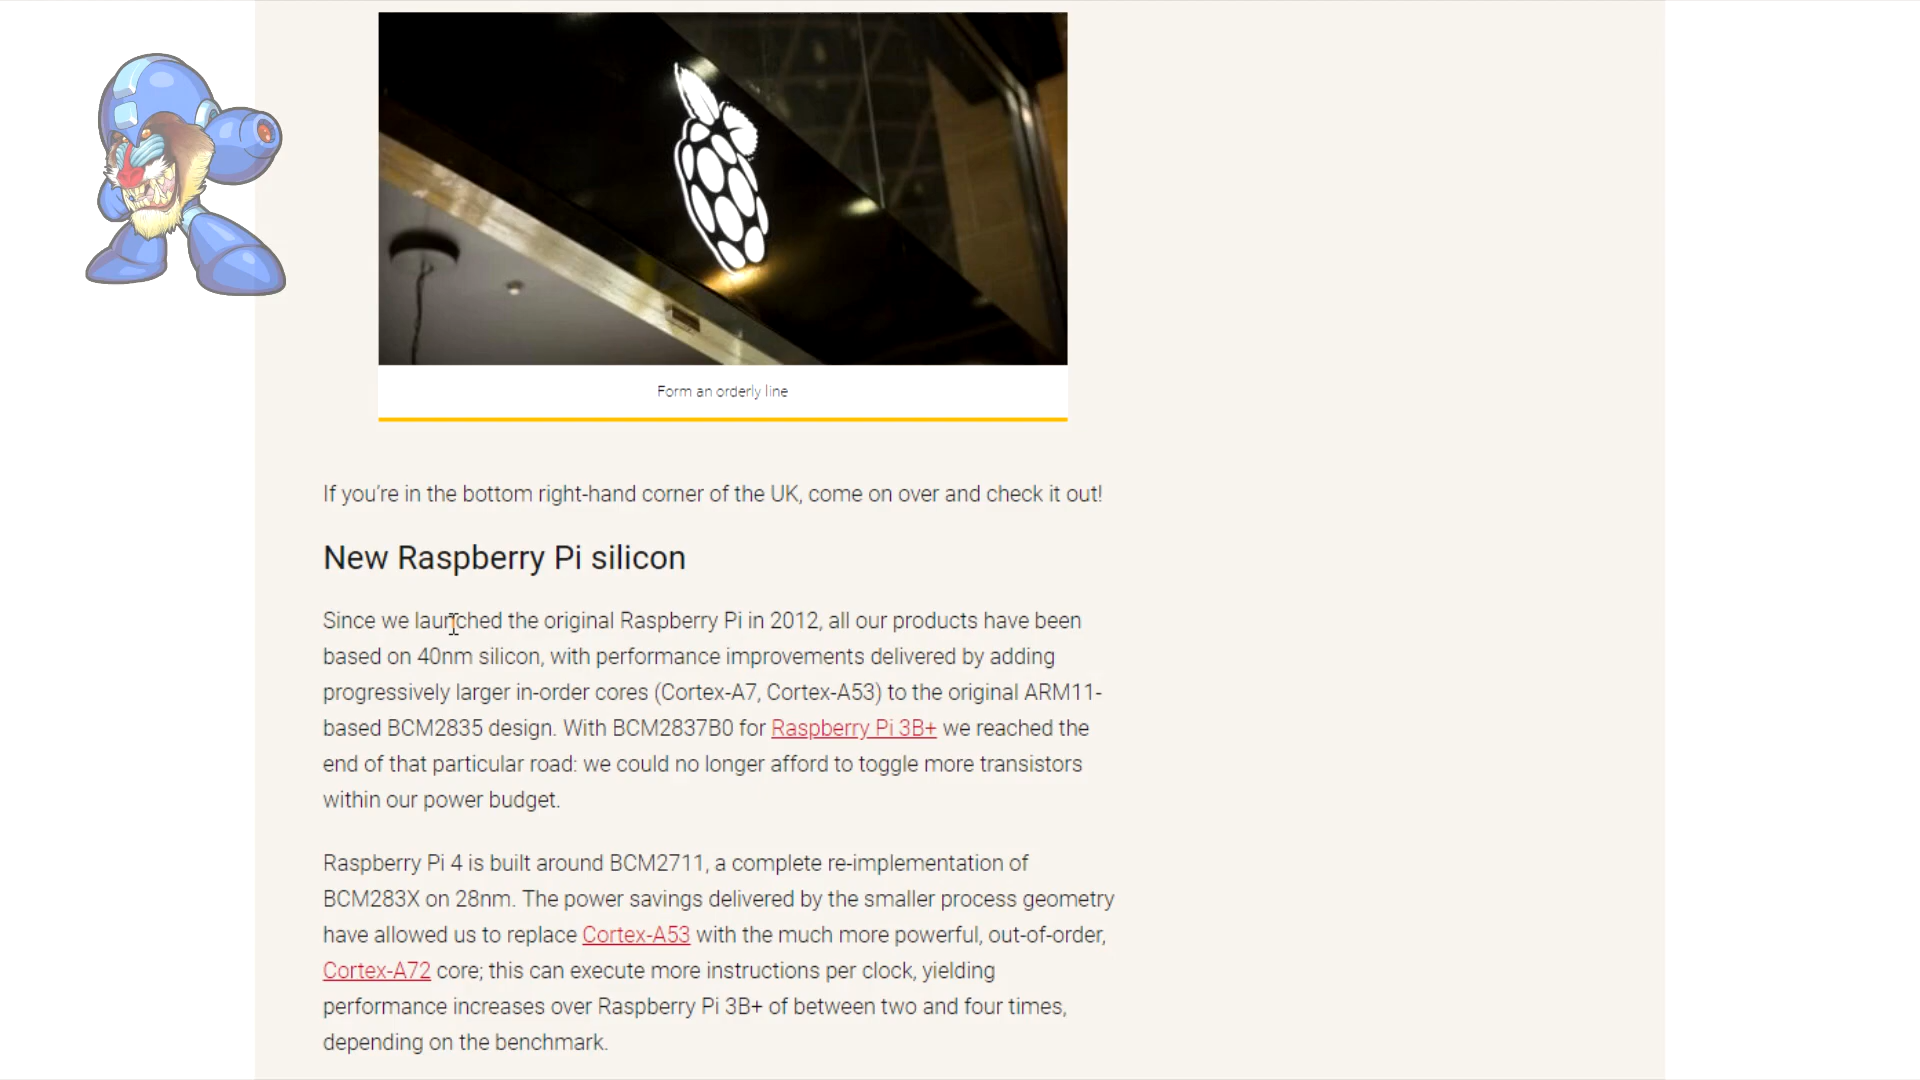 Form an orderly line
If you’re in the bottom right-hand corner of the UK, come on over and check it out!
New Raspberry Pi silicon
Since we launched the original Raspberry Pi in 2012, all our products have been
based on 40nm silicon, with performance improvements delivered by adding
progressively larger in-order cores (Cortex-A7, Cortex-A53) to the original ARM11-
based BCM2835 design. With BCM2837B0 for Raspberry Pi 3B+ we reached the
end of that particular road: we could no longer afford to toggle more transistors
within our power budget.
Raspberry Pi 4 is built around BCM2711, a complete re-implementation of
BCM283X on 28nm. The power savings delivered by the smaller process geometry
have allowed us to replace Cortex-A53 with the much more powerful, out-of-order,
Cortex-A72 core; this can execute more instructions per clock, yielding
performance increases over Raspberry Pi 3B+ of between two and four times,
depending on the benchmark.